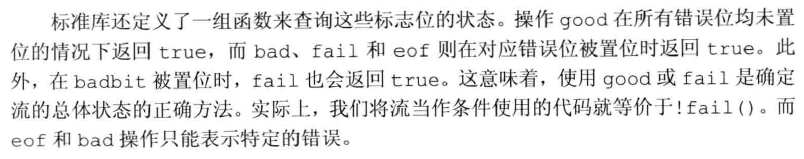 标准库还定义了一组函数来查询这些标志位的状态。操作 good 在所有错误位均未置
位的情况下返回 true，而 bad、fail 和 eof 则在对应错误位被置位时返回 true。此
外，在 badbit 被置位时，fail 也会返回 true。这意味着，使用 good 或 fail 是确定
流的总体状态的正确方法。实际上，我们将流当作条件使用的代码就等价于!fail()。而
eof 和 bad 操作只能表示特定的错误。